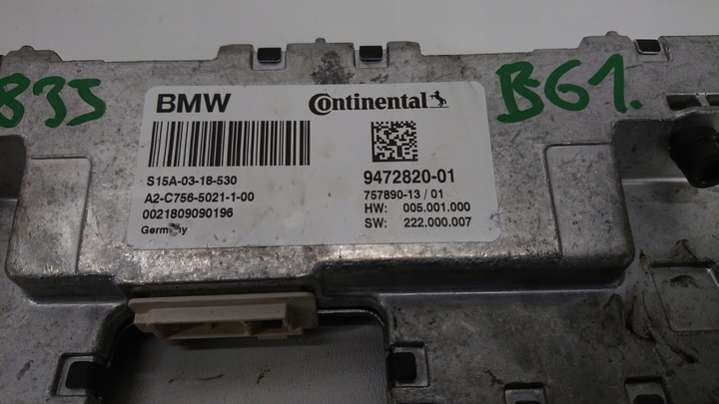 835
B61.
BMW
Continental
S15A-03-18-530
9472820-01
A2-C756-5021-1-00
757890-13 / 01
0021809090196
HW: 005.001.000
Germany
SW: 222.000.007